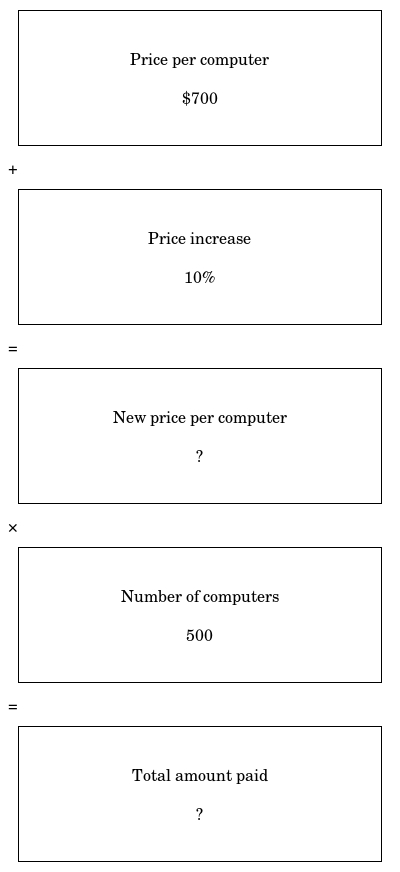 Price per computer
$700
+
Price increase
10%
=
New price per computer
?
×
Number of computers
500
=
Total amount paid
?